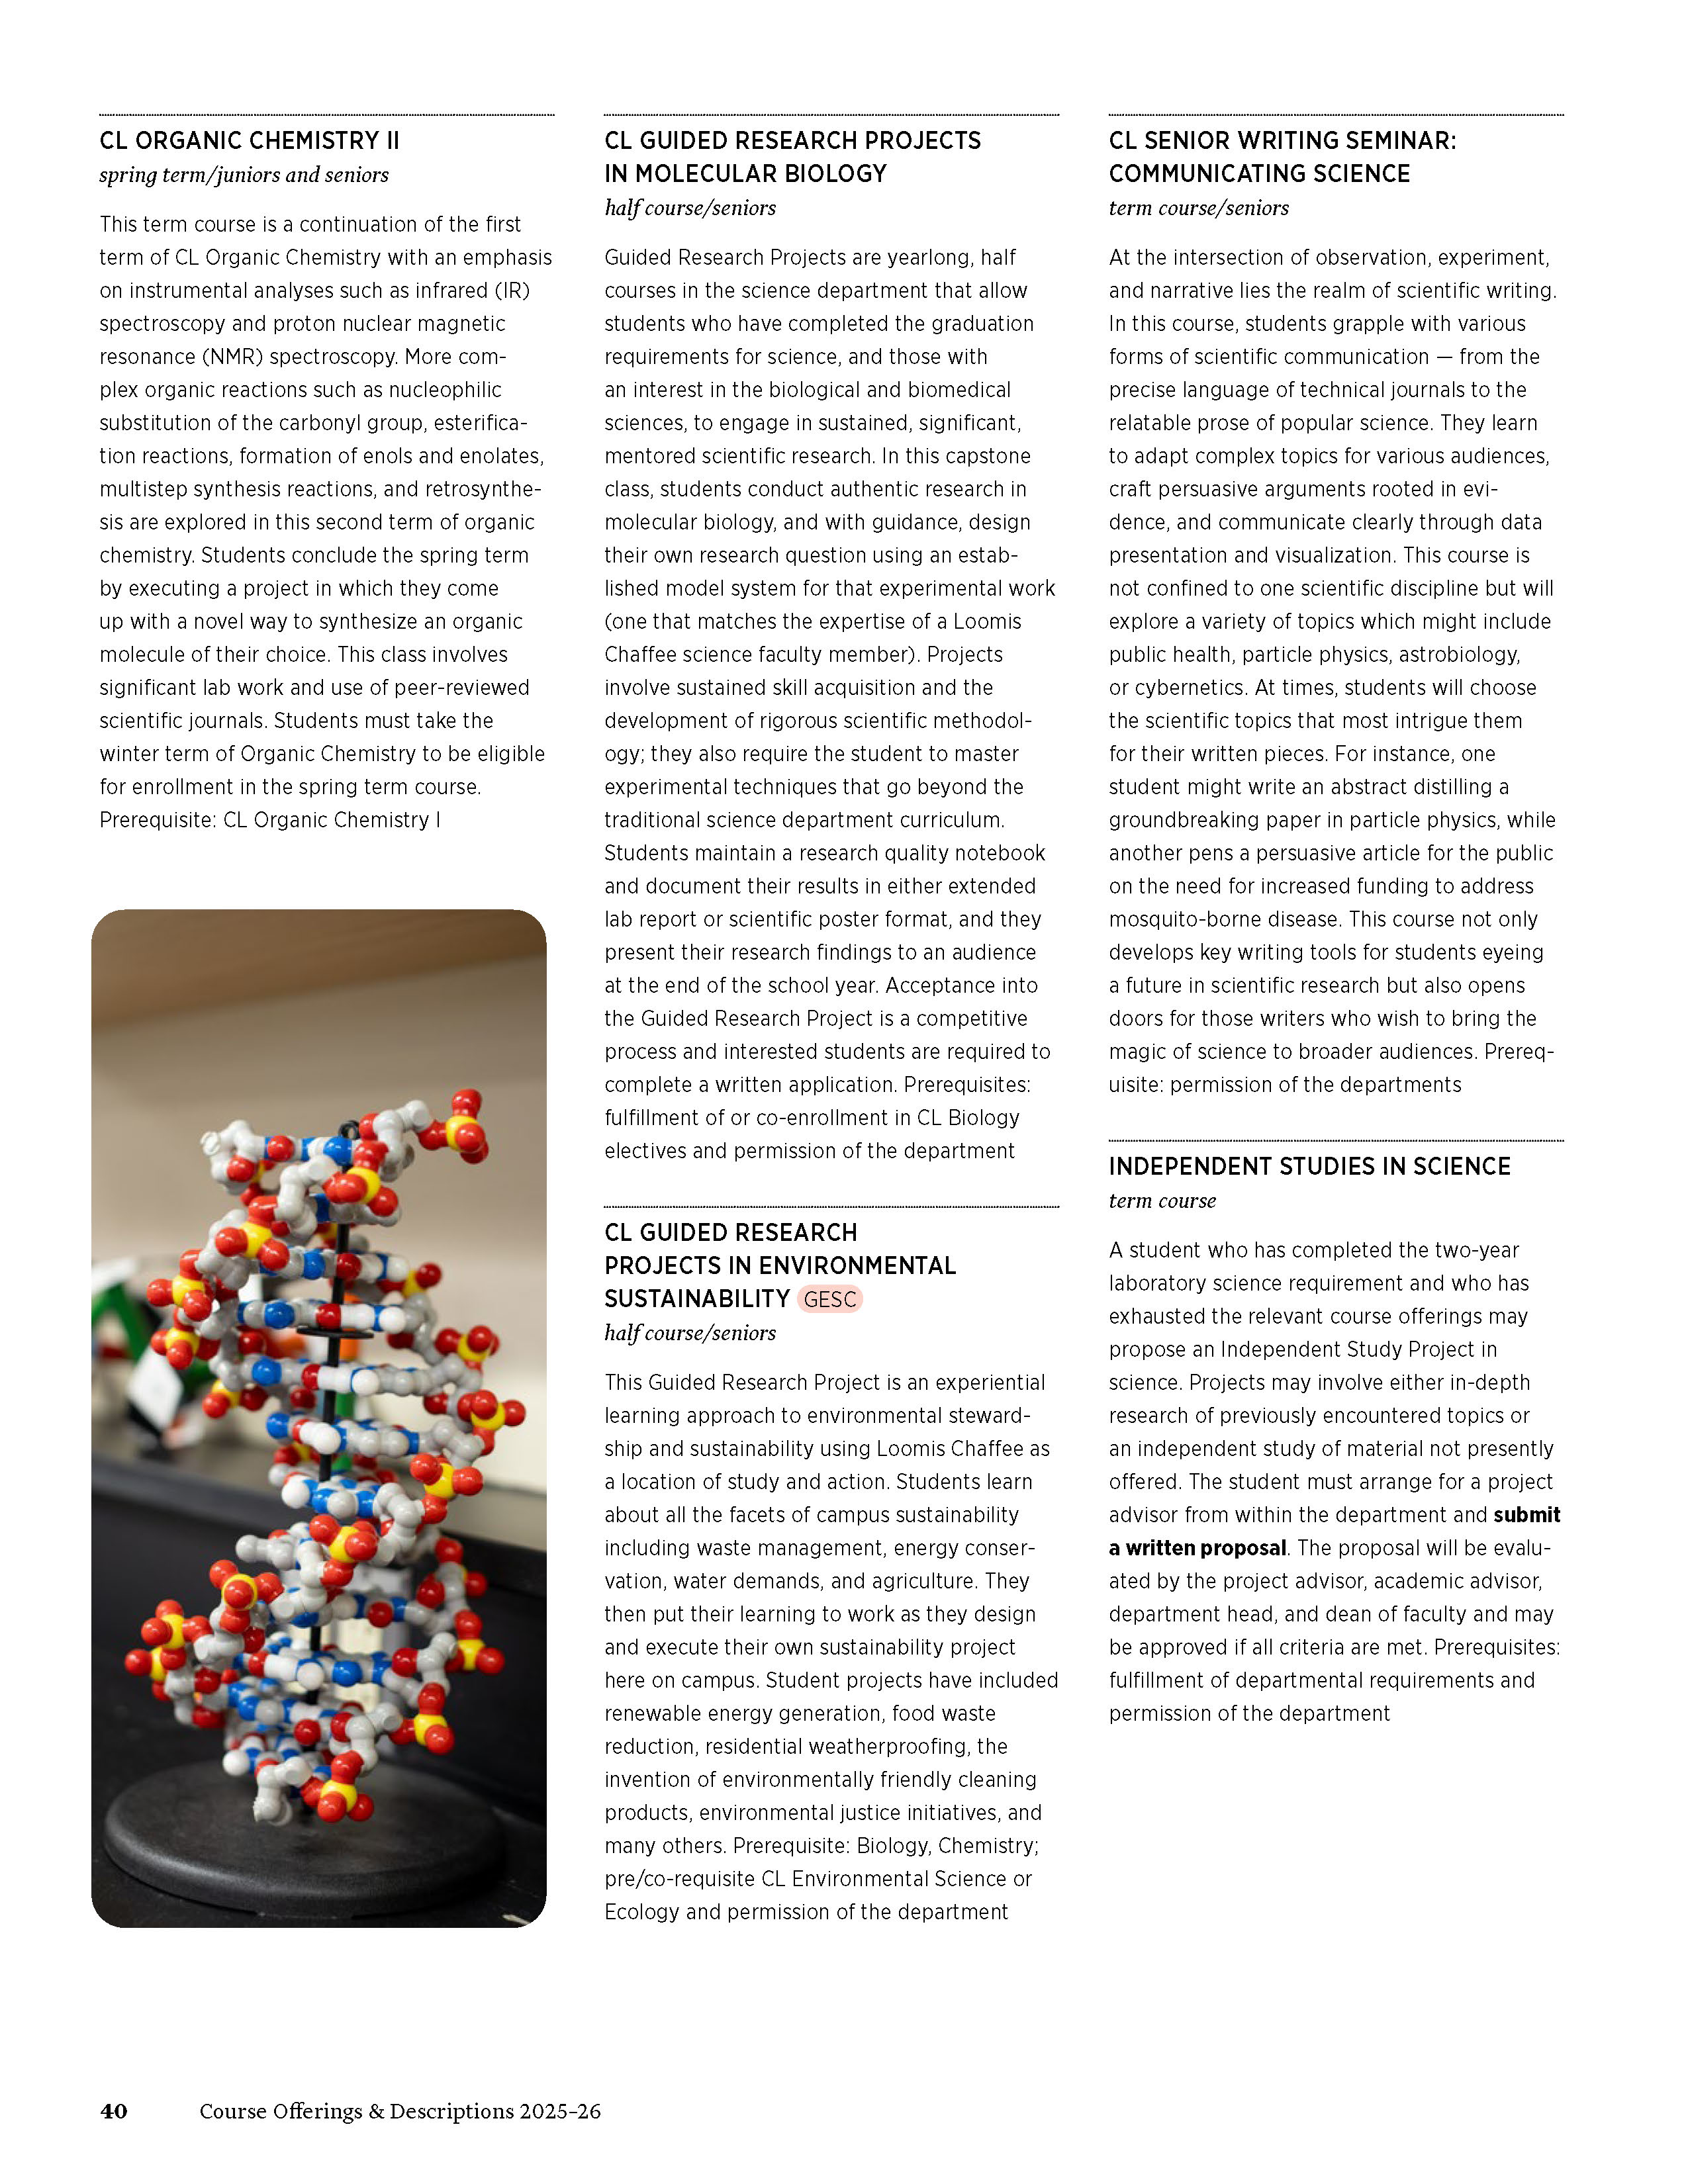 CL ORGANIC CHEMISTRY II
spring term/juniors and seniors
This term course is a continuation of the first
term of CL Organic Chemistry with an emphasis
on instrumental analyses such as infrared (IR)
spectroscopy and proton nuclear magnetic
resonance (NMR) spectroscopy. More com-
plex organic reactions such as nucleophilic
substitution of the carbonyl group, esterifica-
tion reactions, formation of enols and enolates,
multistep synthesis reactions, and retrosynthe-
sis are explored in this second term of organic
chemistry. Students conclude the spring term
by executing a project in which they come
up with a novel way to synthesize an organic
molecule of their choice. This class involves
significant lab work and use of peer-reviewed
scientific journals. Students must take the
winter term of Organic Chemistry to be eligible
for enrollment in the spring term course.
Prerequisite: CL Organic Chemistry I
CL GUIDED RESEARCH PROJECTS
IN MOLECULAR BIOLOGY
half course/seniors
Guided Research Projects are yearlong, half
courses in the science department that allow
students who have completed the graduation
requirements for science, and those with
an interest in the biological and biomedical
sciences, to engage in sustained, significant,
mentored scientific research. In this capstone
class, students conduct authentic research in
molecular biology, and with guidance, design
their own research question using an estab-
lished model system for that experimental work
(one that matches the expertise of a Loomis
Chaffee science faculty member). Projects
involve sustained skill acquisition and the
development of rigorous scientific methodol-
ogy; they also require the student to master
experimental techniques that go beyond the
traditional science department curriculum.
Students maintain a research quality notebook
and document their results in either extended
lab report or scientific poster format, and they
present their research findings to an audience
at the end of the school year. Acceptance into
the Guided Research Project is a competitive
process and interested students are required to
complete a written application. Prerequisites:
fulfillment of or co-enrollment in CL Biology
electives and permission of the department
CL GUIDED RESEARCH
PROJECTS IN ENVIRONMENTAL
SUSTAINABILITY GESC
half course/seniors
This Guided Research Project is an experiential
learning approach to environmental steward-
ship and sustainability using Loomis Chaffee as
a location of study and action. Students learn
about all the facets of campus sustainability
including waste management, energy conser-
vation, water demands, and agriculture. They
then put their learning to work as they design
and execute their own sustainability project
here on campus. Student projects have included
renewable energy generation, food waste
reduction, residential weatherproofing, the
invention of environmentally friendly cleaning
products, environmental justice initiatives, and
many others. Prerequisite: Biology, Chemistry;
pre/co-requisite CL Environmental Science or
Ecology and permission of the department
CL SENIOR WRITING SEMINAR:
COMMUNICATING SCIENCE
term course/seniors
At the intersection of observation, experiment,
and narrative lies the realm of scientific writing.
In this course, students grapple with various
forms of scientific communication — from the
precise language of technical journals to the
relatable prose of popular science. They learn
to adapt complex topics for various audiences,
craft persuasive arguments rooted in evi-
dence, and communicate clearly through data
presentation and visualization. This course is
not confined to one scientific discipline but will
explore a variety of topics which might include
public health, particle physics, astrobiology,
or cybernetics. At times, students will choose
the scientific topics that most intrigue them
for their written pieces. For instance, one
student might write an abstract distilling a
groundbreaking paper in particle physics, while
another pens a persuasive article for the public
on the need for increased funding to address
mosquito-borne disease. This course not only
develops key writing tools for students eyeing
a future in scientific research but also opens
doors for those writers who wish to bring the
magic of science to broader audiences. Prereq-
uisite: permission of the departments
INDEPENDENT STUDIES IN SCIENCE
term course
A student who has completed the two-year
laboratory science requirement and who has
exhausted the relevant course offerings may
propose an Independent Study Project in
science. Projects may involve either in-depth
research of previously encountered topics or
an independent study of material not presently
offered. The student must arrange for a project
advisor from within the department and submit
a written proposal. The proposal will be evalu-
ated by the project advisor, academic advisor,
department head, and dean of faculty and may
be approved if all criteria are met. Prerequisites:
fulfillment of departmental requirements and
permission of the department
40 Course Offerings & Descriptions 2025–26